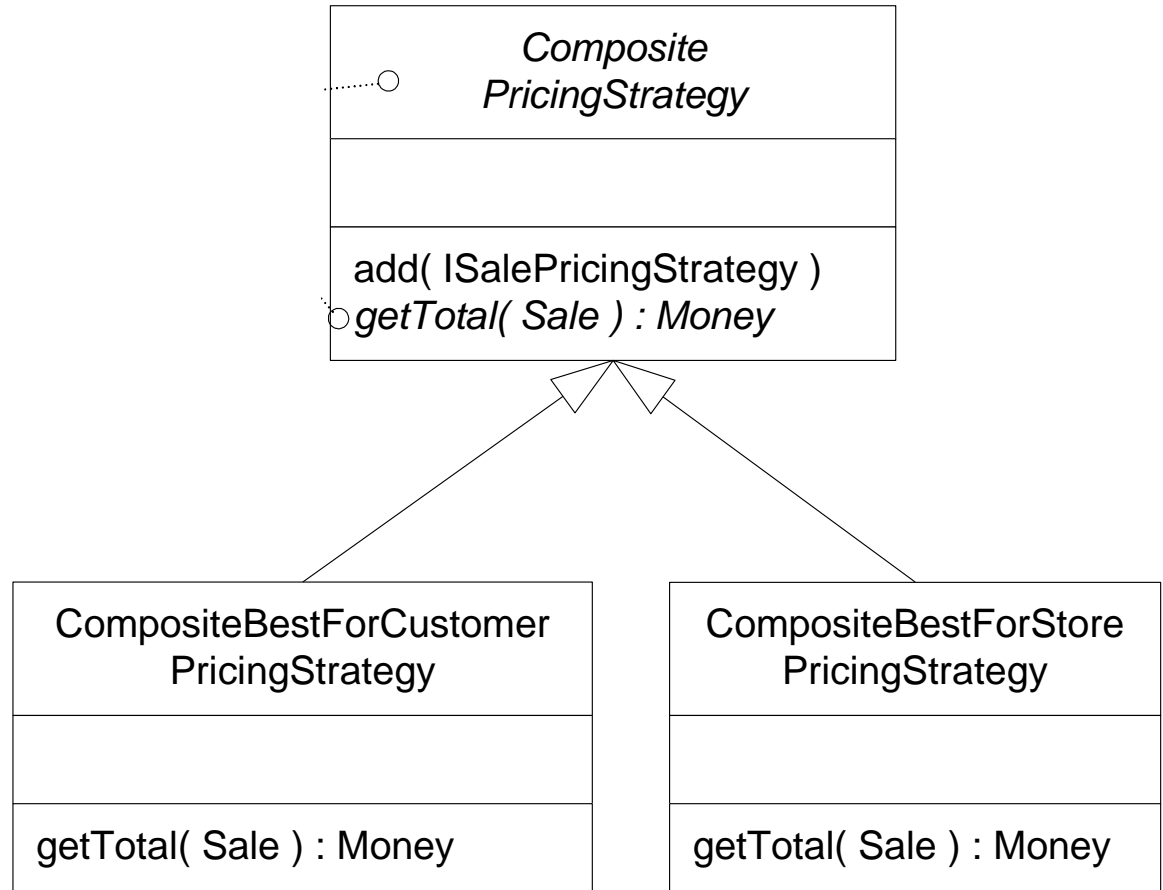 Composite
PricingStrategy
add( ISalePricingStrategy )
getTotal( Sale ) : Money
CompositeBestForCustomer
PricingStrategy
getTotal( Sale ) : Money
CompositeBestForStore
PricingStrategy
getTotal( Sale ) : Money